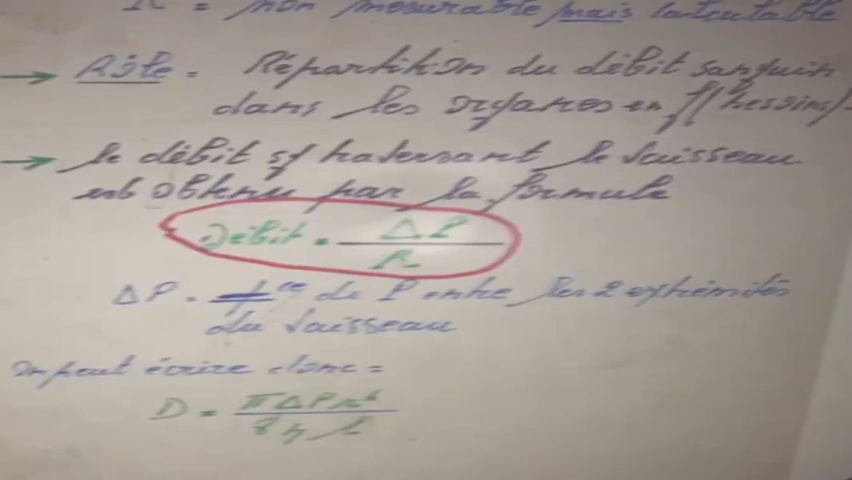 R = non mesurable mais calculable
→ Rôle = Répartition du débit sanguin
dans les organes en f(besoins)
→ le débit sg traversant le vaisseau
est obtenu par la formule
Débit = ΔP / R
ΔP = de P entre les 2 extrémités
du vaisseau
on peut écrire donc =
D = πΔPr⁴ / 8ηl